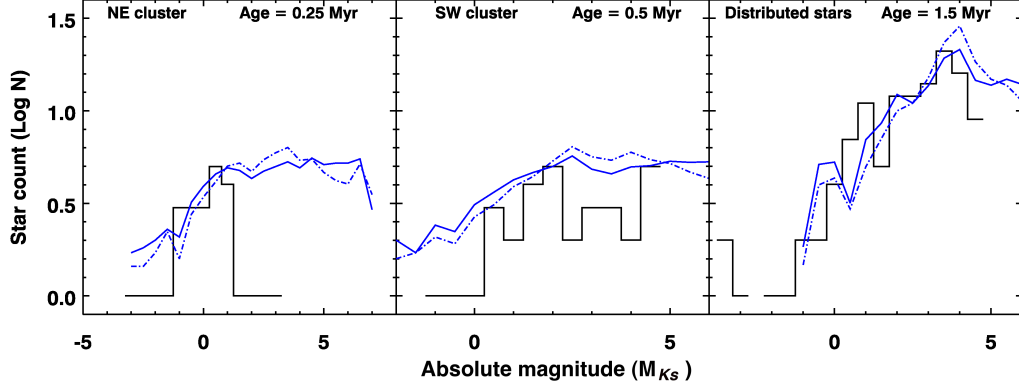 NE cluster Age = 0.25 Myr SW cluster Age = 0.5 Myr Distributed stars Age = 1.5 Myr
1.5
1.0
0.5
0.0
Star count (Log N)
-5 0 5 0 5 0 5
Absolute magnitude (M Ks )